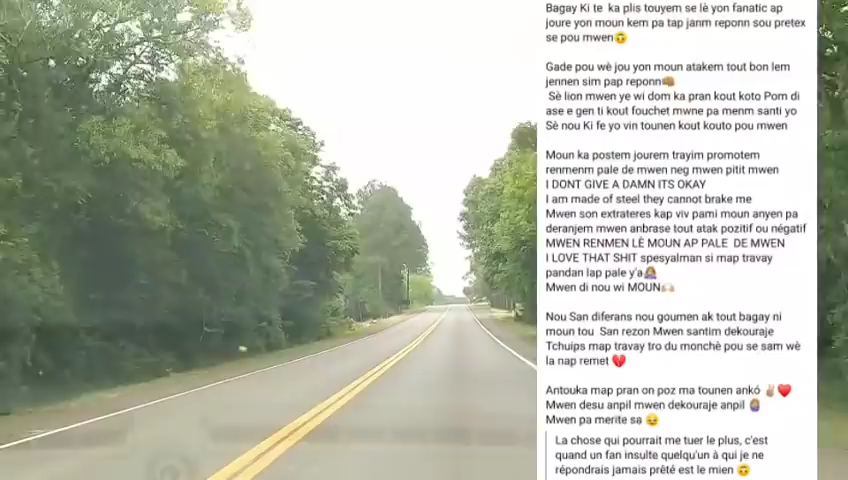 Bagay Ki te  ka plis touyem se lè yon fanatic ap
joure yon moun kem pa tap janm reponn sou pretex
se pou mwen🙃
Gade pou wè jou yon moun atakem tout bon lem
jennen sim pap reponn👊🏽
Sè lion mwen ye wi dom ka pran kout koto Pom di
ase e gen ti kout fouchet mwne pa menm santi yo
Sè nou Ki fe yo vin tounen kout kouto pou mwen
Moun ka postem jourem trayim promotem
renmenm pale de mwen neg mwen pitit mwen
I DONT GIVE A DAMN ITS OKAY
I am made of steel they cannot brake me
Mwen son extrateres kap viv pami moun anyen pa
deranjem mwen anbrase tout atak pozitif ou négatif
MWEN RENMEN LÈ MOUN AP PALE  DE MWEN
I LOVE THAT SHIT spesyalman si map travay
pandan lap pale y'a🤷🏼‍♀️
Mwen di nou wi MOUN🙌🏻
Nou San diferans nou goumen ak tout bagay ni
moun tou  San rezon Mwen santim dekouraje
Tchuips map travay tro du monchè pou se sam wè
la nap remet 💔
Antouka map pran on poz ma tounen ankó ✌🏼❤️
Mwen desu anpil mwen dekouraje anpil 🤷🏼‍♀️
Mwen pa merite sa 😞
La chose qui pourrait me tuer le plus, c'est
quand un fan insulte quelqu'un à qui je ne
répondrais jamais prêté est le mien 🙃